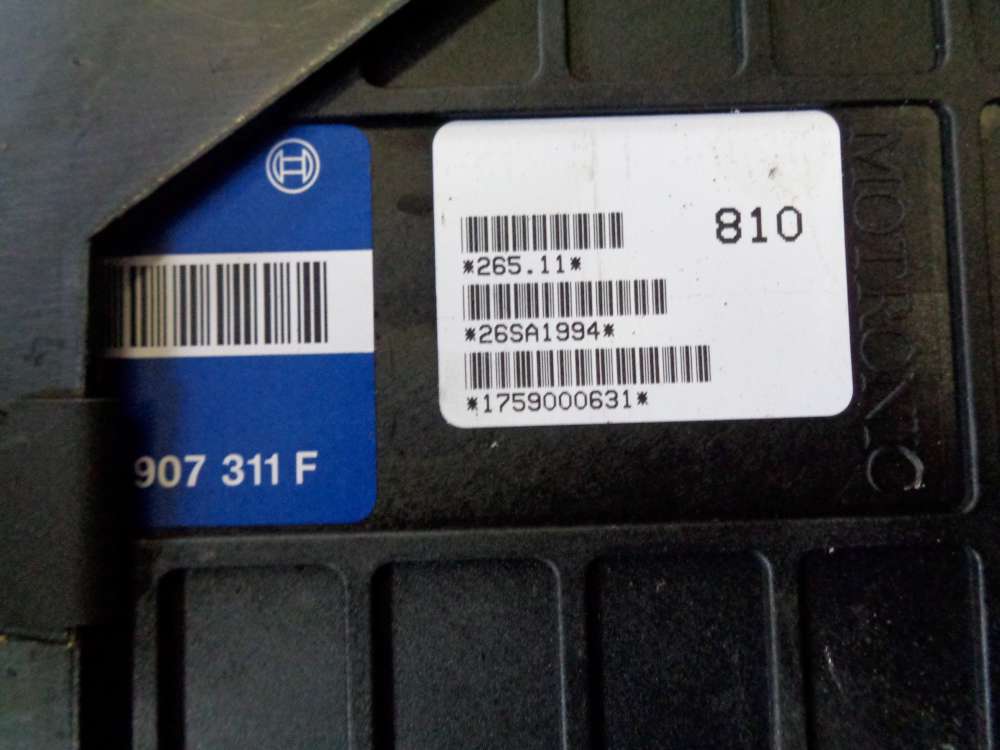 907 311 F
810
*265.11*
*26SA1994*
*1759000631*
MOTRONIC